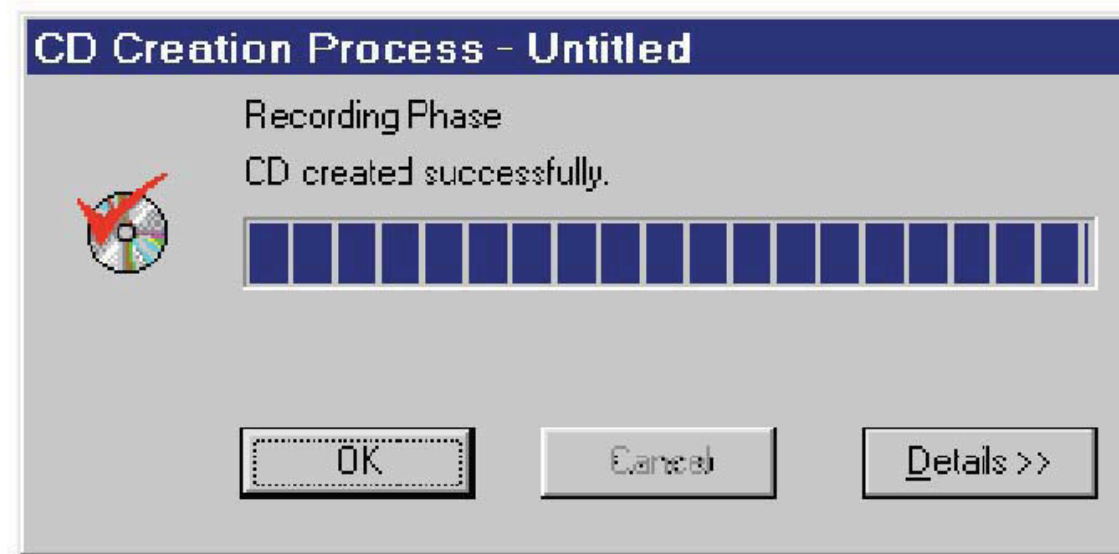 CD Creation Process - Untitled
Recording Phase
CD created successfully.
OK
Cancel
Details >>